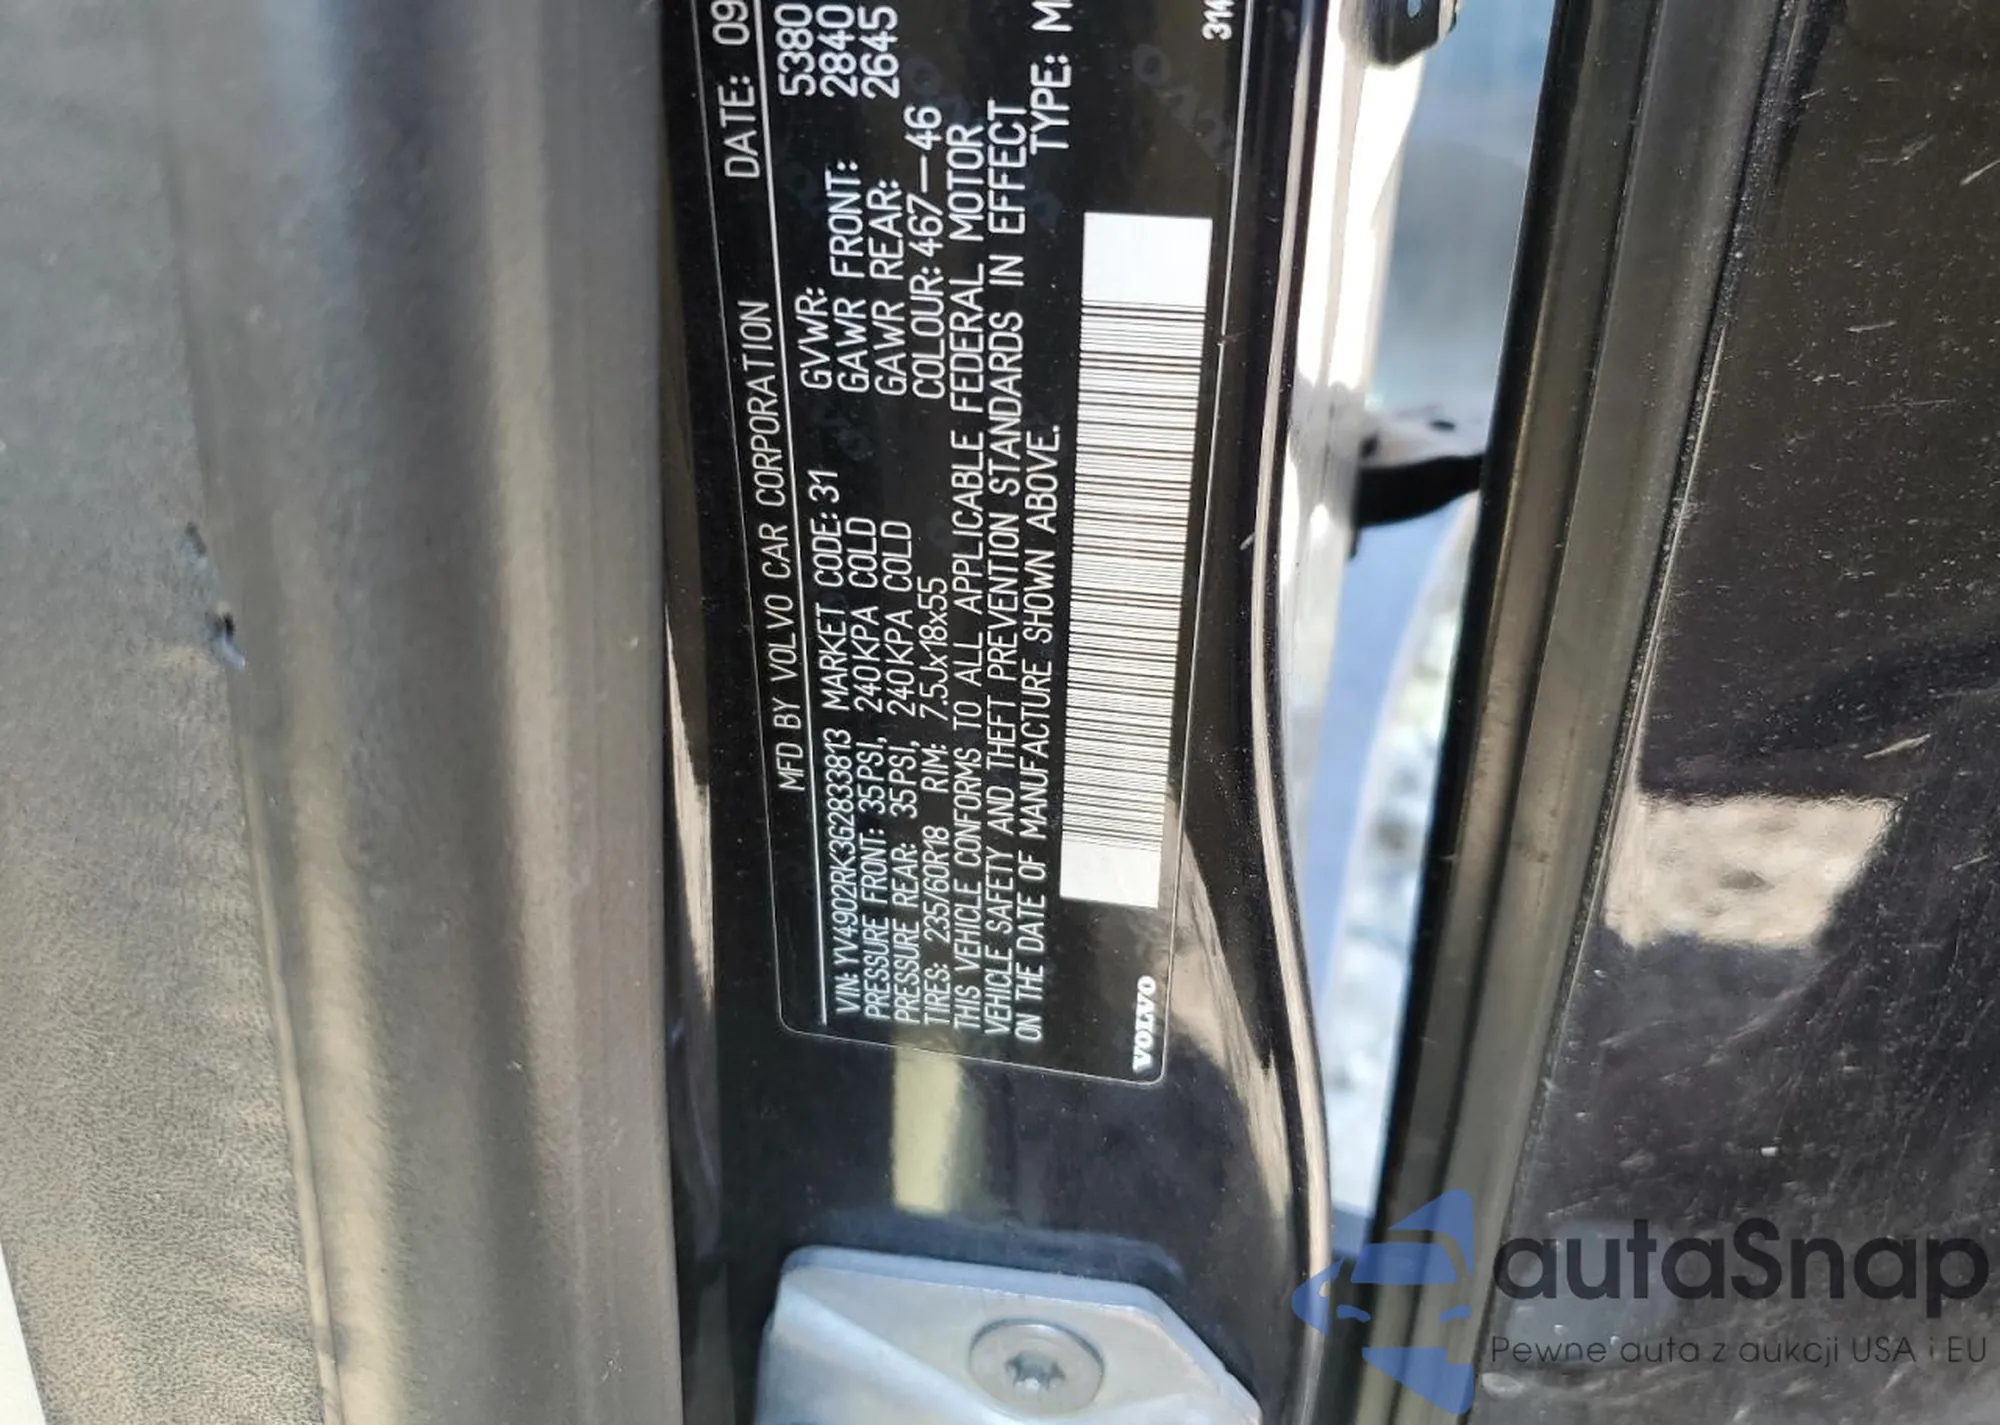 MFD BY VOLVO CAR CORPORATION DATE: 09
VIN: YV4902RK3G2833813 MARKET CODE: 31 GVWR: 5380
PRESSURE FRONT: 35PSI, 240KPA COLD GAWR FRONT: 2840
PRESSURE REAR: 35PSI, 240KPA COLD GAWR REAR: 2645
TIRES: 235/60R18 RIM: 7.5Jx18x55 COLOUR: 467-46
THIS VEHICLE CONFORMS TO ALL APPLICABLE FEDERAL MOTOR
VEHICLE SAFETY AND THEFT PREVENTION STANDARDS IN EFFECT
ON THE DATE OF MANUFACTURE SHOWN ABOVE. TYPE: M
VOLVO 314
autaSnap
Pewne auta z aukcji USA i EU